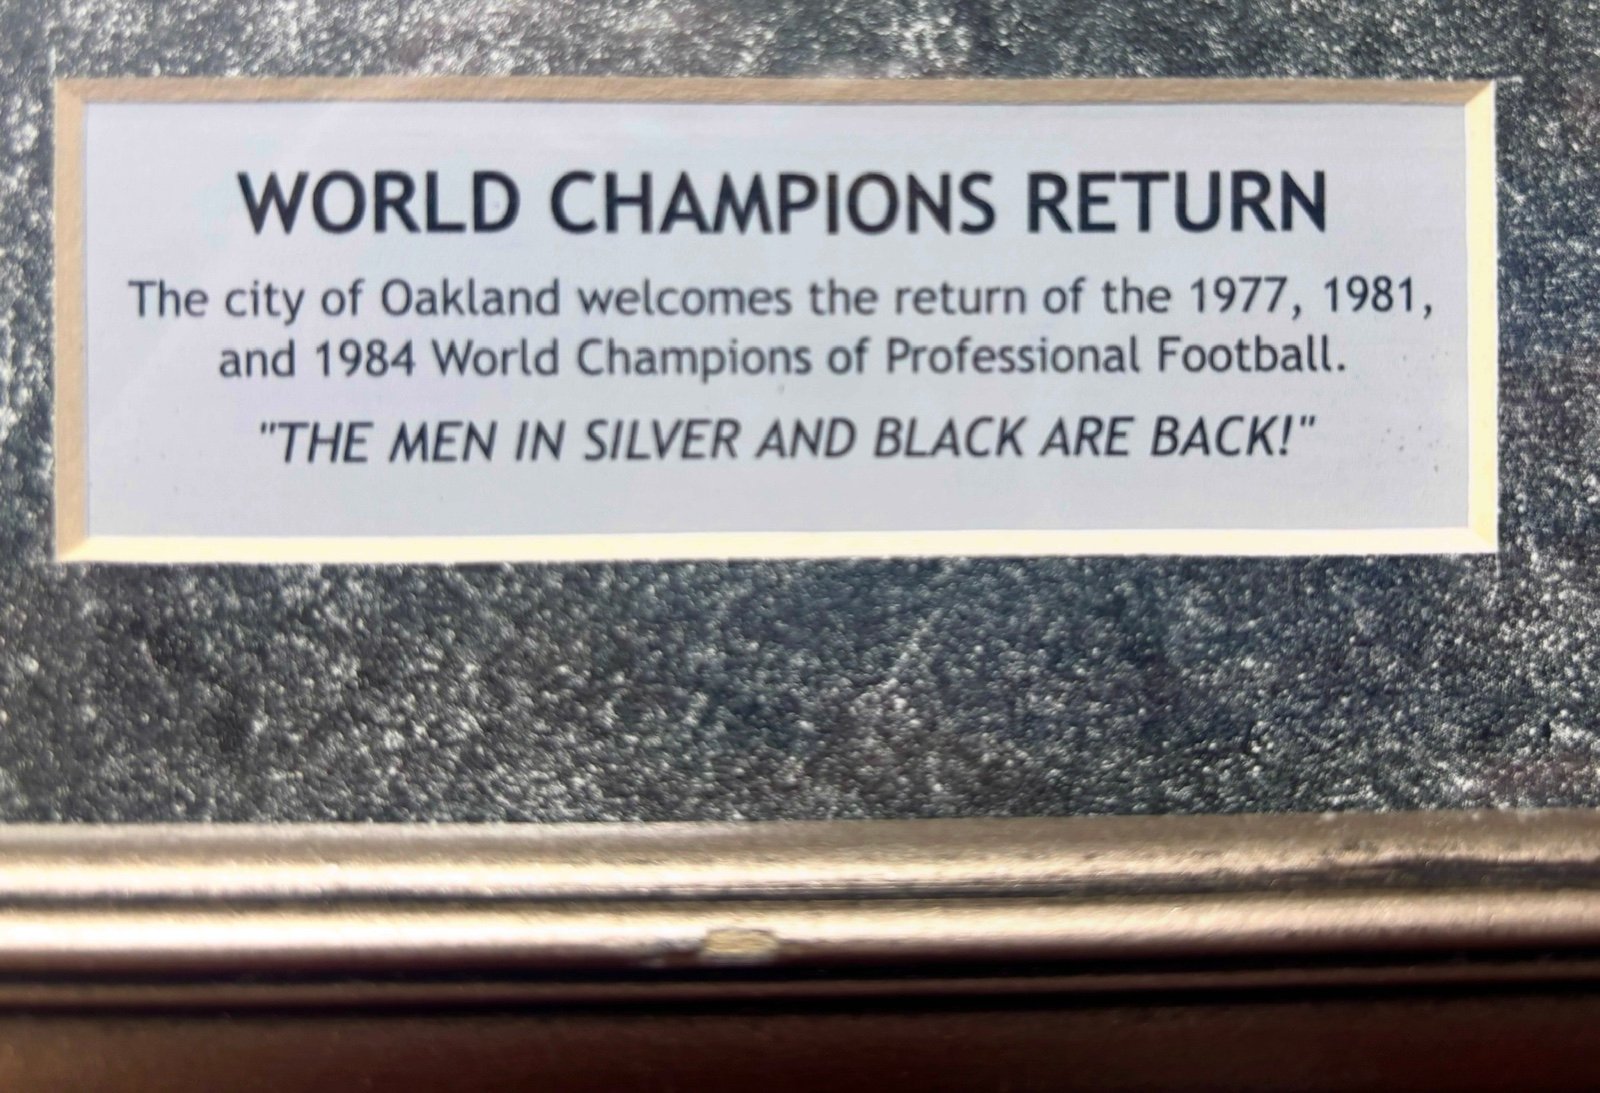 WORLD CHAMPIONS RETURN
The city of Oakland welcomes the return of the 1977, 1981,
and 1984 World Champions of Professional Football.
"THE MEN IN SILVER AND BLACK ARE BACK!"